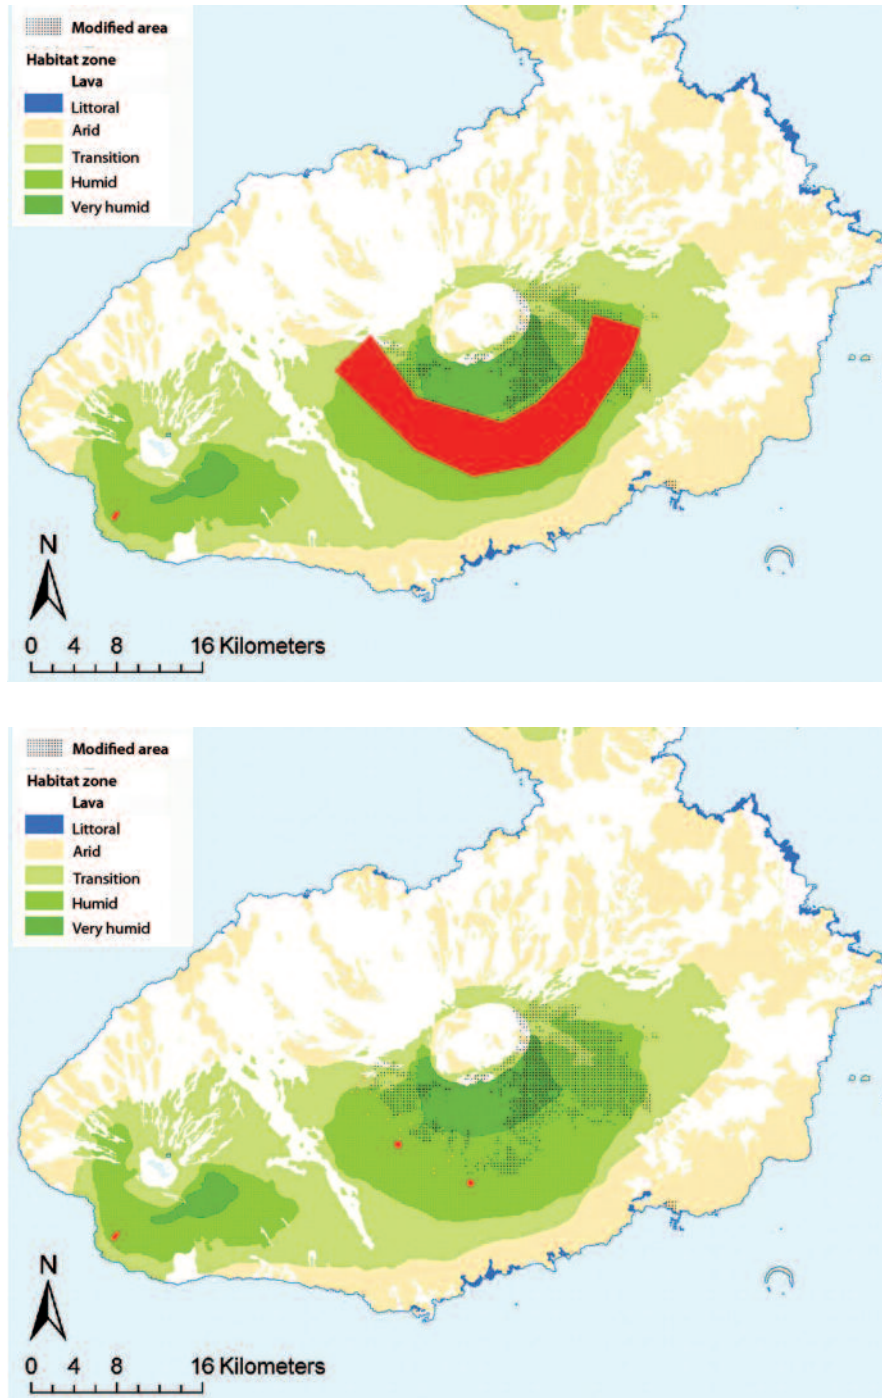 Modified area
Habitat zone
Lava
Littoral
Arid
Transition
Humid
Very humid
N
0 4 8 16 Kilometers
Modified area
Habitat zone
Lava
Littoral
Arid
Transition
Humid
Very humid
N
0 4 8 16 Kilometers